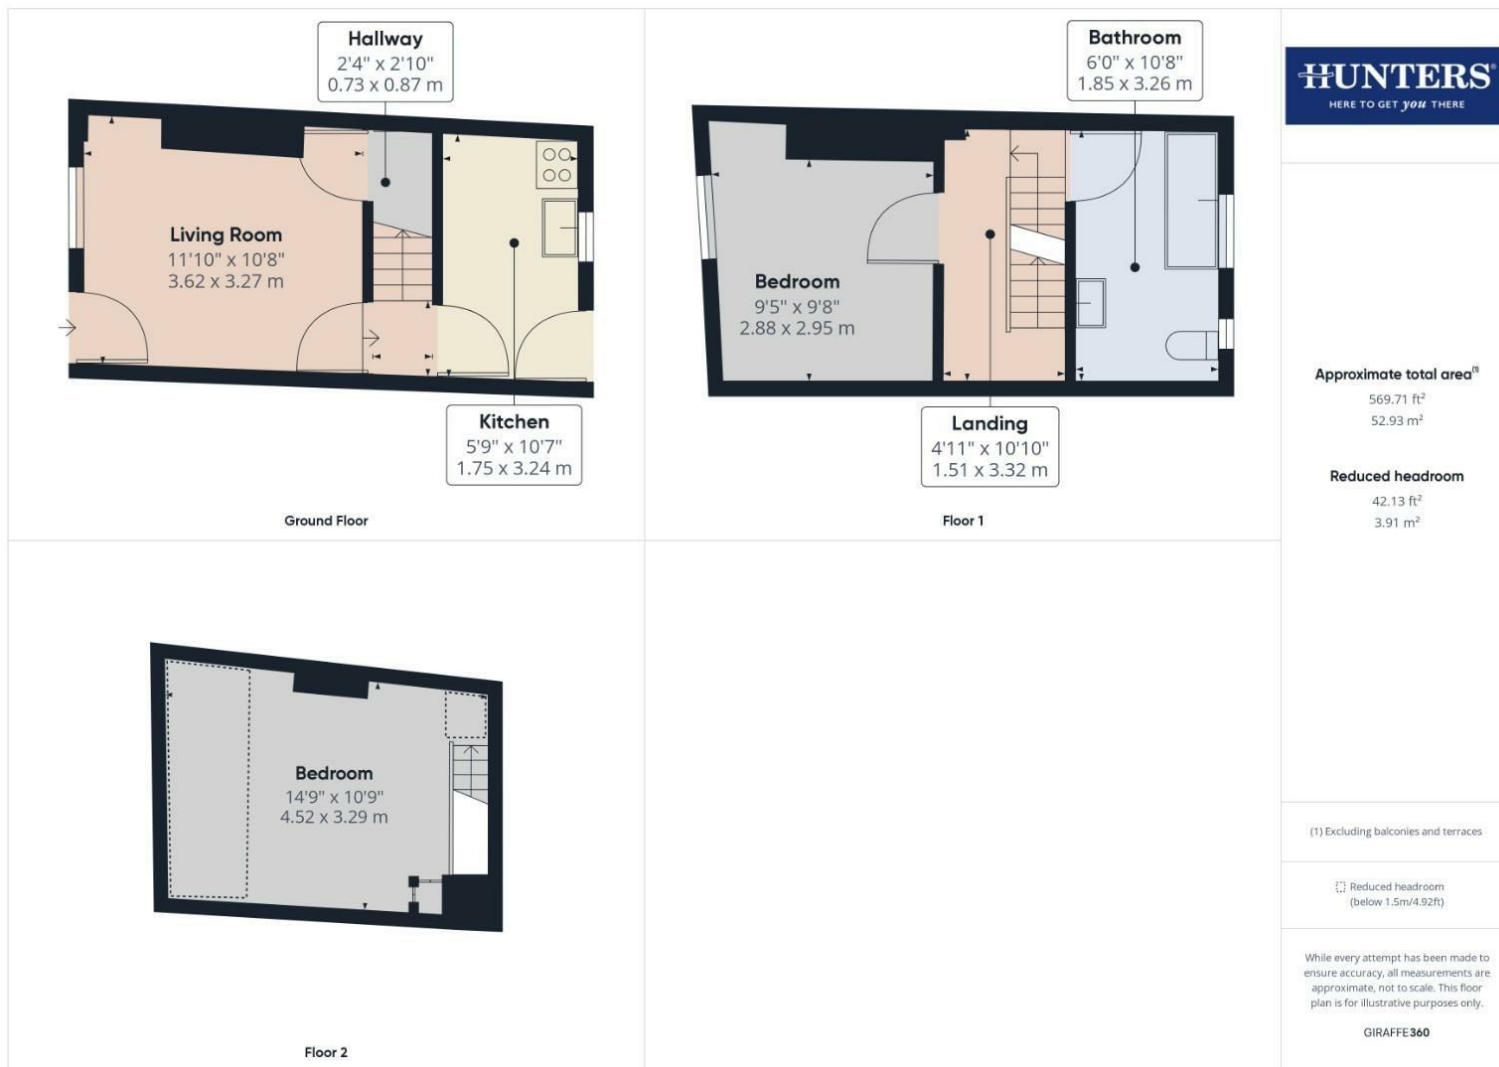 Hallway
2'4" x 2'10"
0.73 x 0.87 m
Living Room
11'10" x 10'8"
3.62 x 3.27 m
Kitchen
5'9" x 10'7"
1.75 x 3.24 m
Ground Floor
Bathroom
6'0" x 10'8"
1.85 x 3.26 m
Bedroom
9'5" x 9'8"
2.88 x 2.95 m
Landing
4'11" x 10'10"
1.51 x 3.32 m
Floor 1
Bedroom
14'9" x 10'9"
4.52 x 3.29 m
Floor 2
HUNTERS®
HERE TO GET you THERE
Approximate total area(1)
569.71 ft²
52.93 m²
Reduced headroom
42.13 ft²
3.91 m²
(1) Excluding balconies and terraces
Reduced headroom
(below 1.5m/4.92ft)
While every attempt has been made to
ensure accuracy, all measurements are
approximate, not to scale. This floor
plan is for illustrative purposes only.
GIRAFFE360